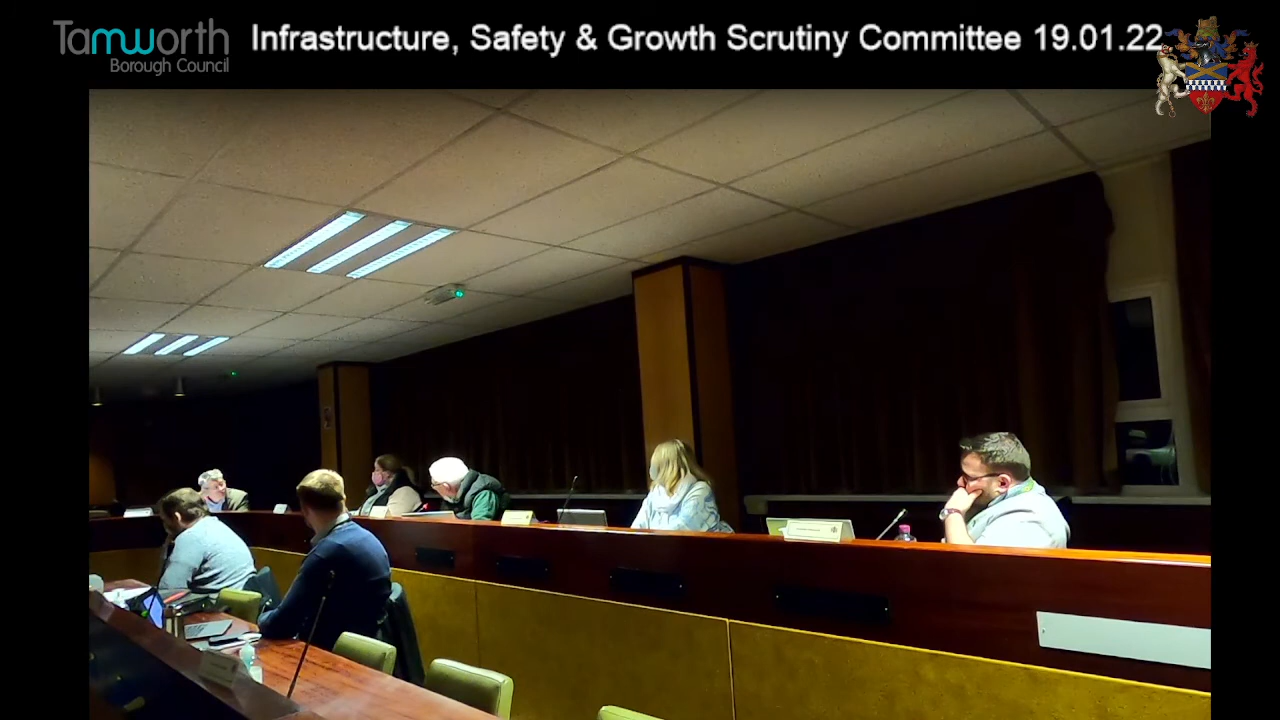 Tamworth
Borough Council
Infrastructure, Safety & Growth Scrutiny Committee 19.01.22